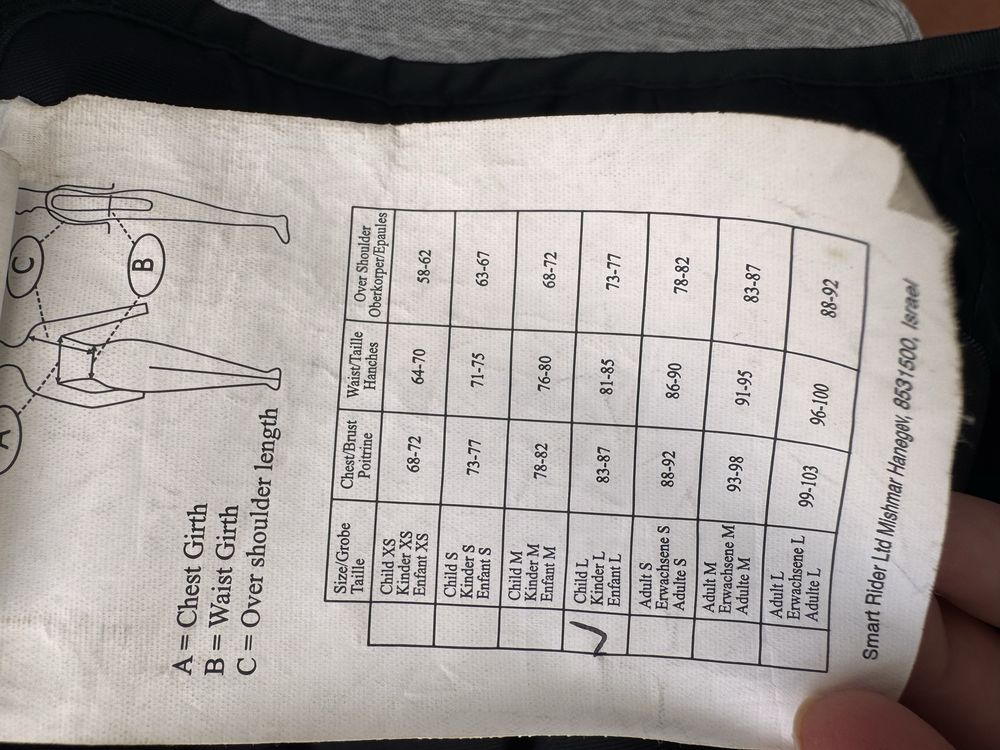 A
C
B
A = Chest Girth
B = Waist Girth
C = Over shoulder length
Size/Grobe Taille | Chest/Brust Poitrine | Waist/Taille Hanches | Over Shoulder Oberkorper/Epaules
Child XS Kinder XS Enfant XS | 68-72 | 64-70 | 58-62
Child S Kinder S Enfant S | 73-77 | 71-75 | 63-67
Child M Kinder M Enfant M | 78-82 | 76-80 | 68-72
✓ Child L Kinder L Enfant L | 83-87 | 81-85 | 73-77
Adult S Erwachsene S Adulte S | 88-92 | 86-90 | 78-82
Adult M Erwachsene M Adulte M | 93-98 | 91-95 | 83-87
Adult L Erwachsene L Adulte L | 99-103 | 96-100 | 88-92
Smart Rider Ltd Mishmar Hanegev, 8531500, Israel